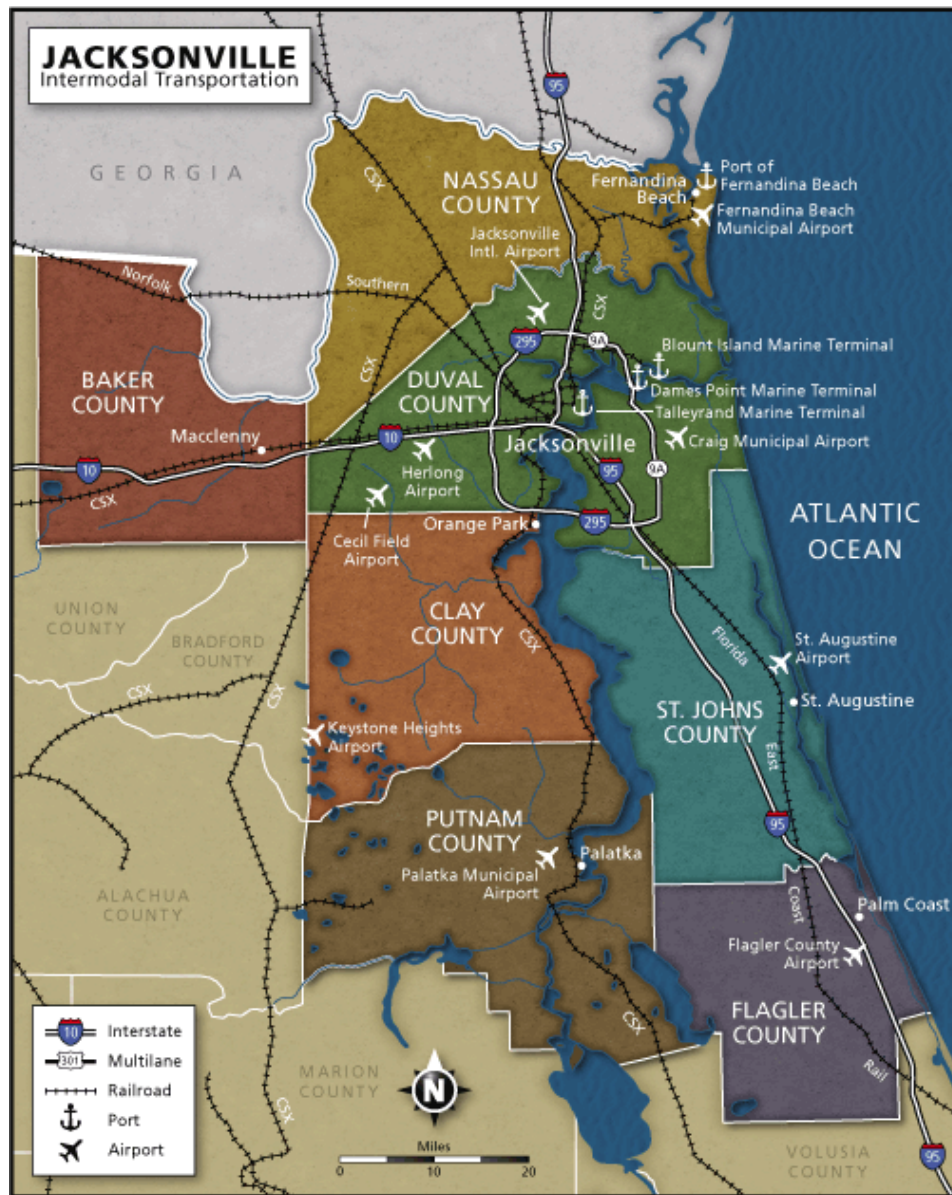 JACKSONVILLE
Intermodal Transportation
95
GEORGIA
CSX
NASSAU
COUNTY
Fernandina
Beach
Port of
Fernandina Beach
Fernandina Beach
Municipal Airport
Jacksonville
Intl. Airport
Norfolk
Southern
CSX
CSX
295
9A
Blount Island Marine Terminal
BAKER
COUNTY
DUVAL
COUNTY
Dames Point Marine Terminal
Talleyrand Marine Terminal
Macclenny
10
Jacksonville
Craig Municipal Airport
10
Herlong
Airport
95
9A
CSX
Cecil Field
Airport
Orange Park
295
ATLANTIC
OCEAN
UNION
COUNTY
BRADFORD
COUNTY
CLAY
COUNTY
CSX
Florida
St. Augustine
Airport
CSX
CSX
St. Augustine
ST. JOHNS
COUNTY
Keystone Heights
Airport
East
PUTNAM
COUNTY
95
Palatka
Palatka Municipal
Airport
ALACHUA
COUNTY
Coast
Palm Coast
Flagler County
Airport
FLAGLER
COUNTY
CSX
Rail
10
Interstate
301
Multilane
Railroad
Port
Airport
CSX
MARION
COUNTY
N
Miles
0
10
20
VOLUSIA
COUNTY
95